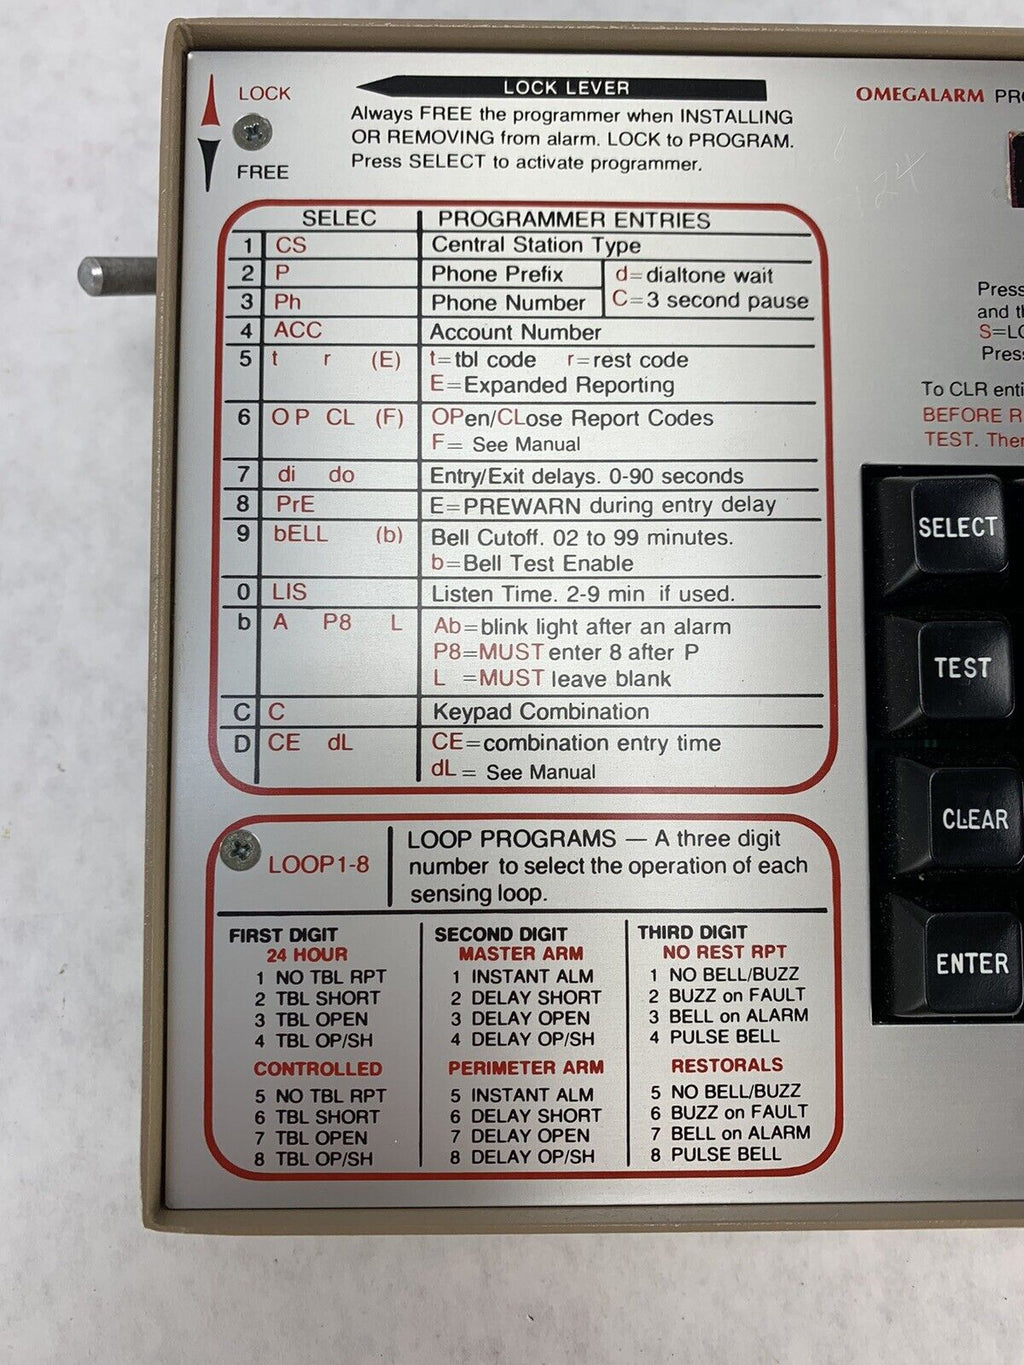 LOCK
FREE
LOCK LEVER
Always FREE the programmer when INSTALLING
OR REMOVING from alarm. LOCK to PROGRAM.
Press SELECT to activate programmer.
OMEGALARM PRO
SELEC PROGRAMMER ENTRIES
1 CS Central Station Type
2 P Phone Prefix d=dialtone wait
3 Ph Phone Number C=3 second pause
4 ACC Account Number
5 t r (E) t=tbl code r=rest code
E=Expanded Reporting
6 OP CL (F) OPen/CLose Report Codes
F= See Manual
7 di do Entry/Exit delays. 0-90 seconds
8 PrE E=PREWARN during entry delay
9 bELL (b) Bell Cutoff. 02 to 99 minutes.
b=Bell Test Enable
0 LIS Listen Time. 2-9 min if used.
b A P8 L Ab=blink light after an alarm
P8=MUST enter 8 after P
L =MUST leave blank
C C Keypad Combination
D CE dL CE=combination entry time
dL= See Manual
Press
and th
S=LO
Press
To CLR enti
BEFORE R
TEST. Then
SELECT
TEST
CLEAR
ENTER
LOOP1-8
LOOP PROGRAMS — A three digit
number to select the operation of each
sensing loop.
FIRST DIGIT
24 HOUR
1 NO TBL RPT
2 TBL SHORT
3 TBL OPEN
4 TBL OP/SH
CONTROLLED
5 NO TBL RPT
6 TBL SHORT
7 TBL OPEN
8 TBL OP/SH
SECOND DIGIT
MASTER ARM
1 INSTANT ALM
2 DELAY SHORT
3 DELAY OPEN
4 DELAY OP/SH
PERIMETER ARM
5 INSTANT ALM
6 DELAY SHORT
7 DELAY OPEN
8 DELAY OP/SH
THIRD DIGIT
NO REST RPT
1 NO BELL/BUZZ
2 BUZZ on FAULT
3 BELL on ALARM
4 PULSE BELL
RESTORALS
5 NO BELL/BUZZ
6 BUZZ on FAULT
7 BELL on ALARM
8 PULSE BELL